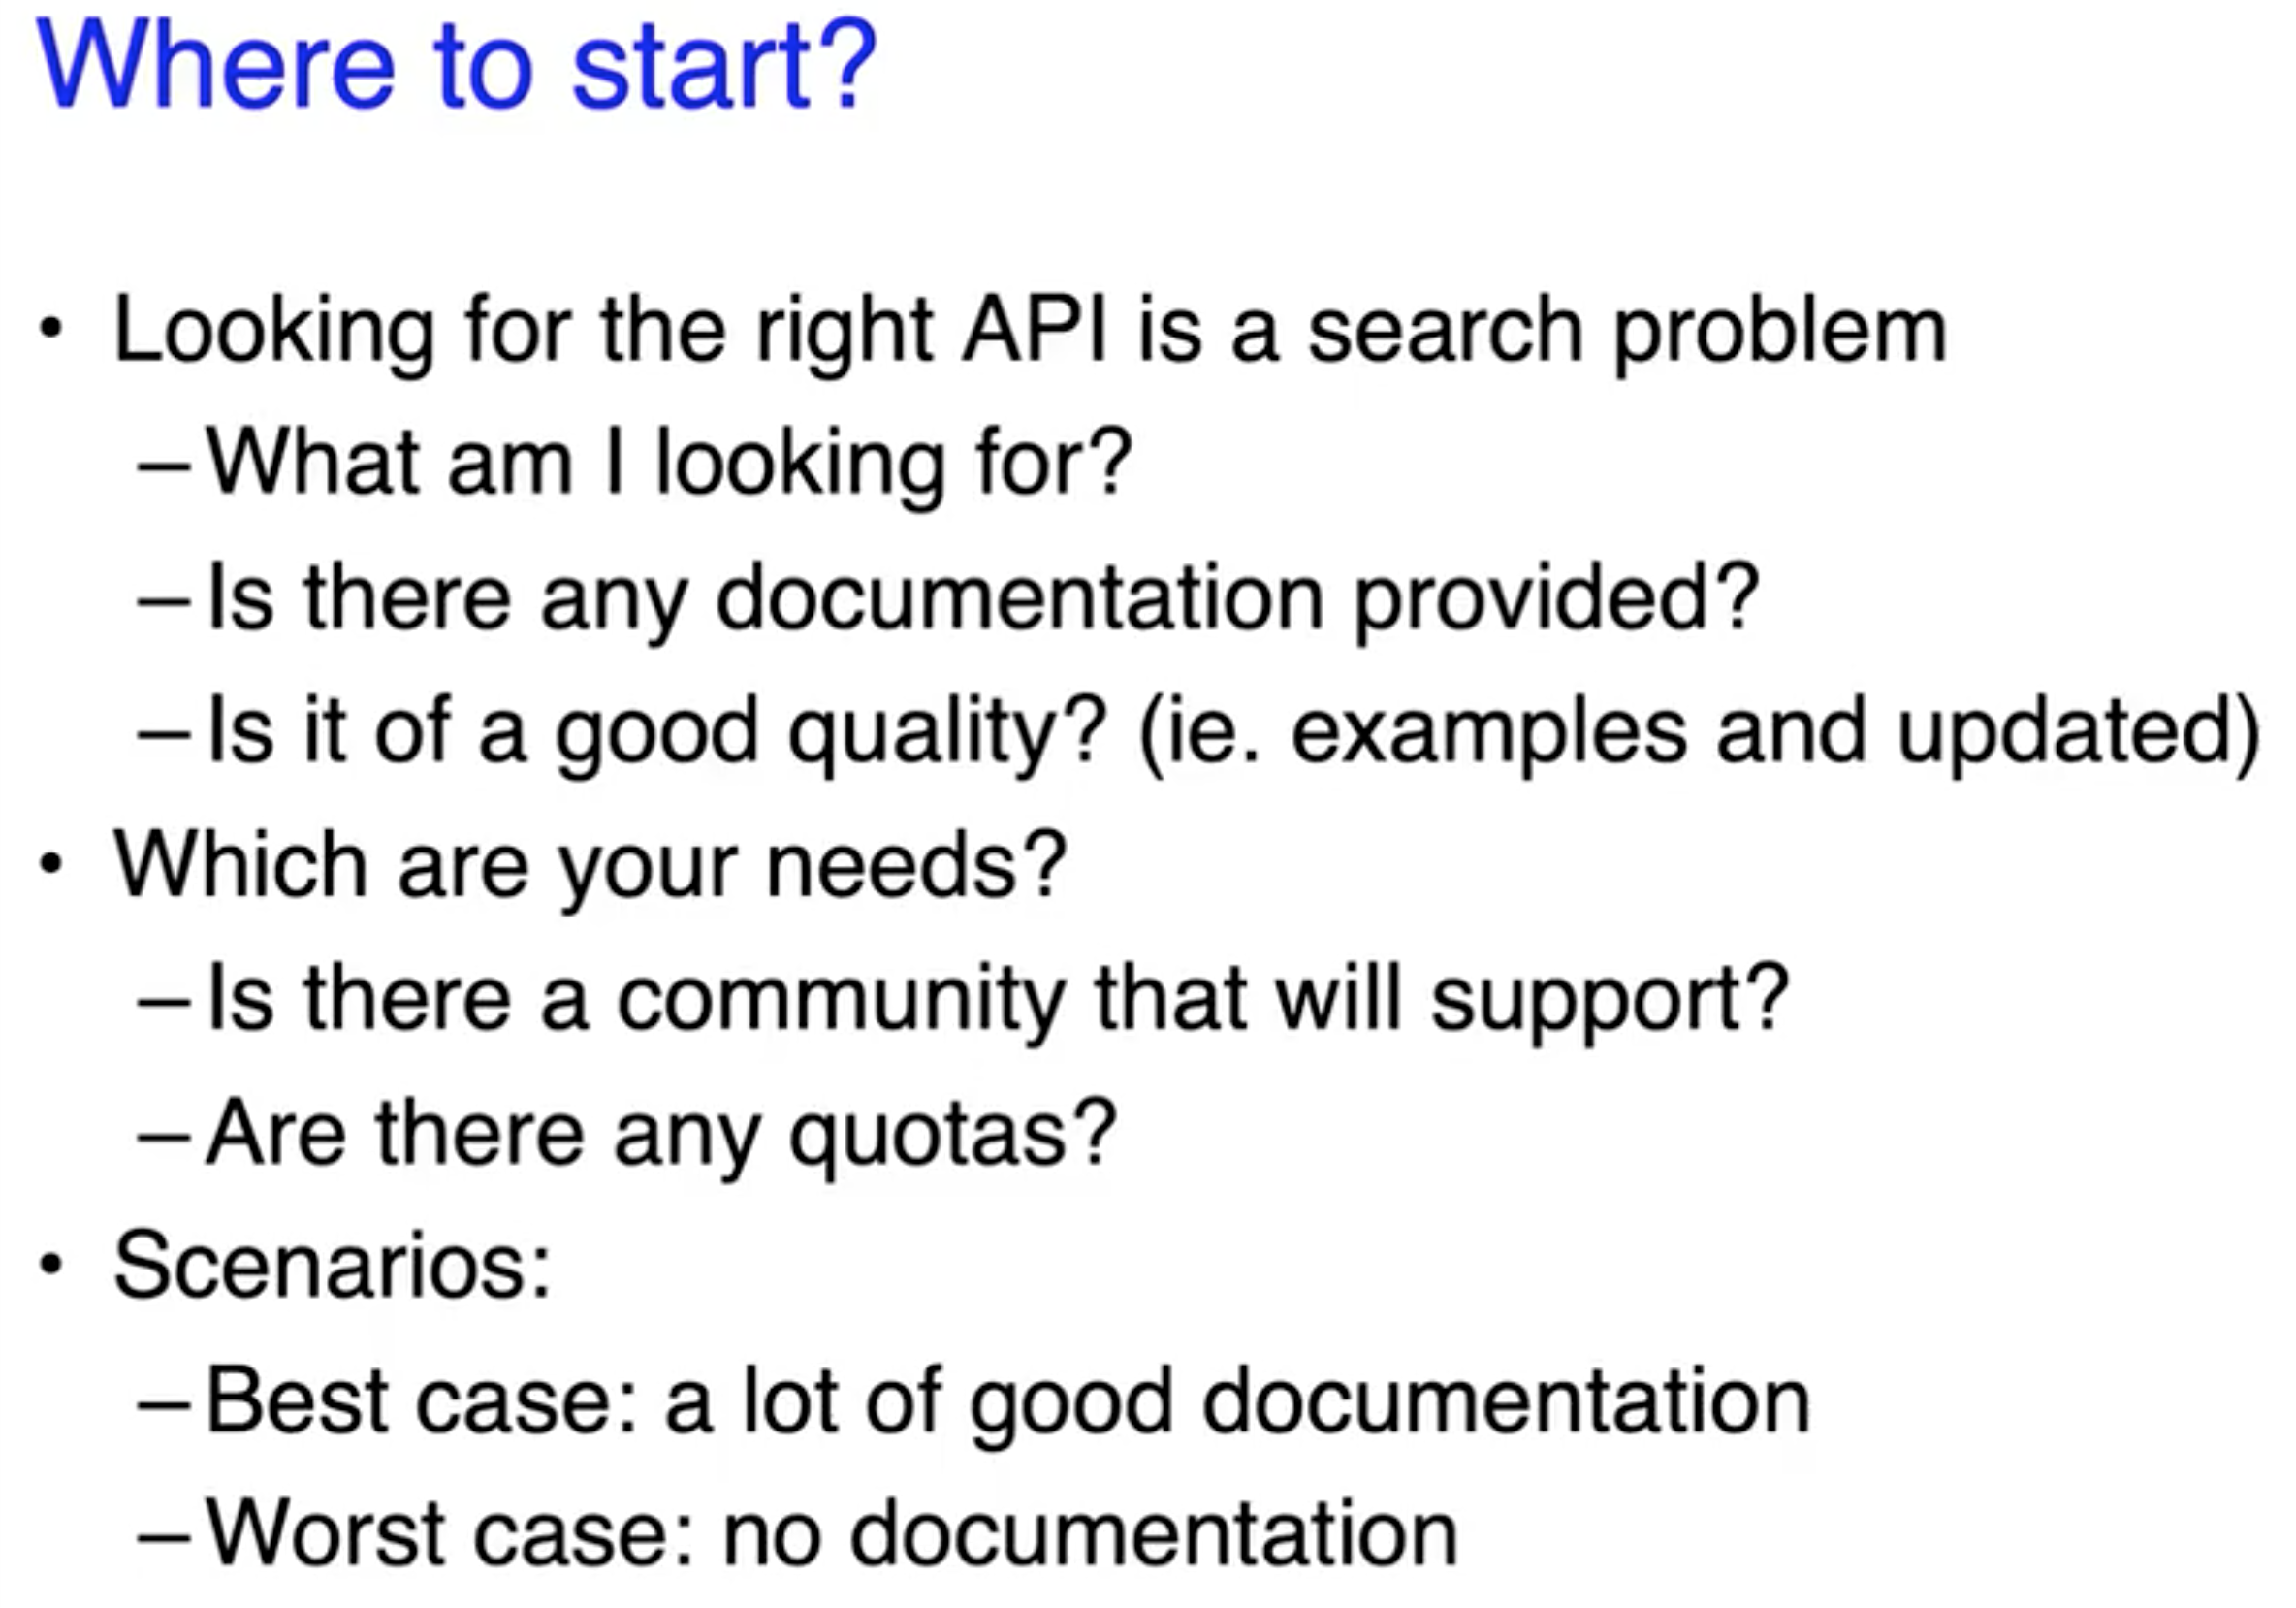 Where to start?
• Looking for the right API is a search problem
– What am I looking for?
– Is there any documentation provided?
– Is it of a good quality? (ie. examples and updated)
• Which are your needs?
– Is there a community that will support?
– Are there any quotas?
• Scenarios:
– Best case: a lot of good documentation
– Worst case: no documentation